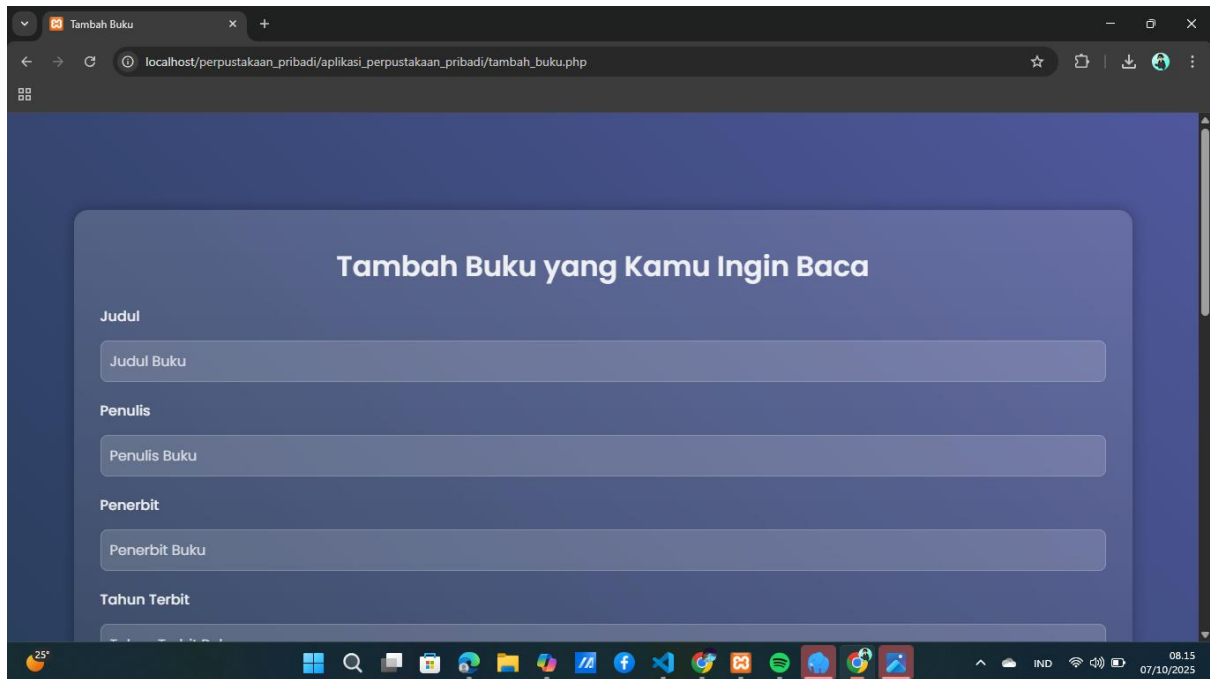 Tambah Buku
localhost/perpustakaan_pribadi/aplikasi_perpustakaan_pribadi/tambah_buku.php
Tambah Buku yang Kamu Ingin Baca
Judul
Judul Buku
Penulis
Penulis Buku
Penerbit
Penerbit Buku
Tahun Terbit
25°
IND
08.15
07/10/2025